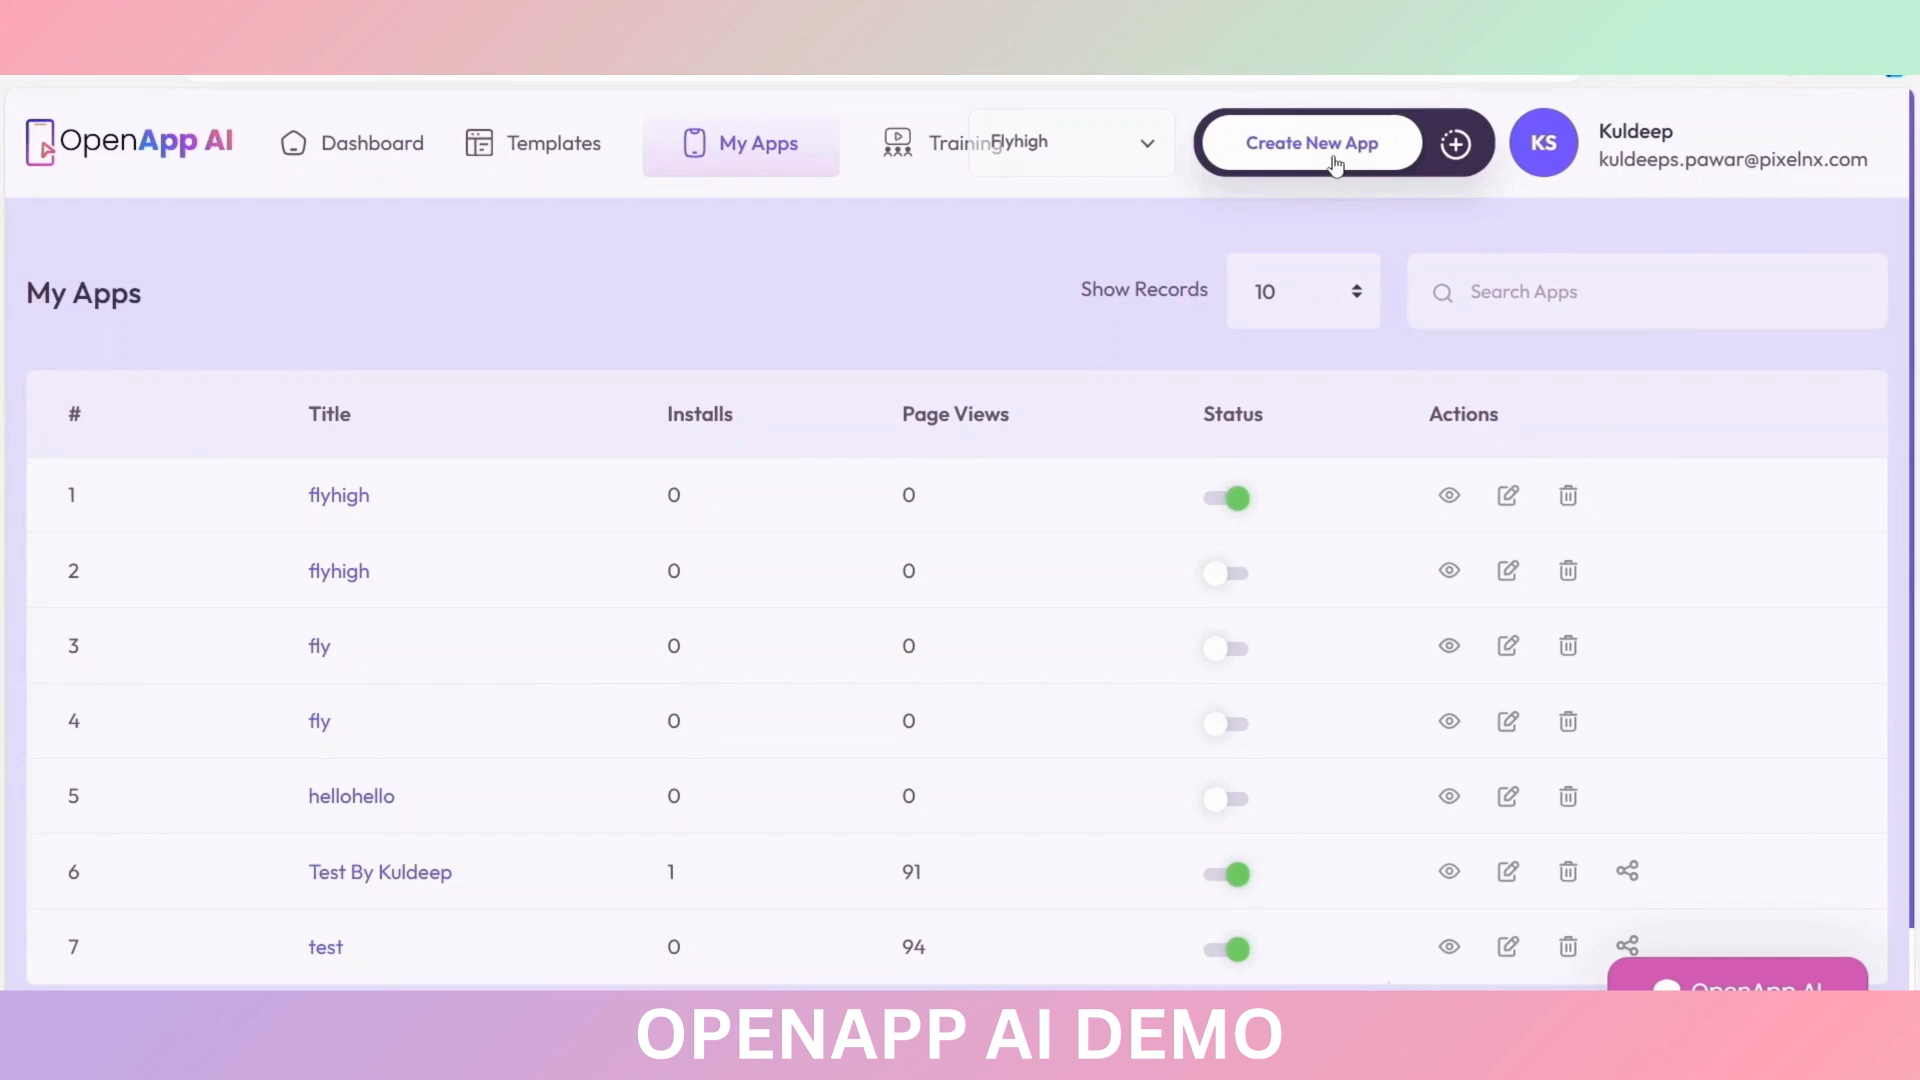 OpenApp AI
Dashboard
Templates
My Apps
Training
Flyhigh
Create New App
KS
Kuldeep
kuldeeps.pawar@pixelnx.com
My Apps
Show Records
10
Search Apps
# Title Installs Page Views Status Actions
1 flyhigh 0 0
2 flyhigh 0 0
3 fly 0 0
4 fly 0 0
5 hellohello 0 0
6 Test By Kuldeep 1 91
7 test 0 94
OpenApp AI
OPENAPP AI DEMO